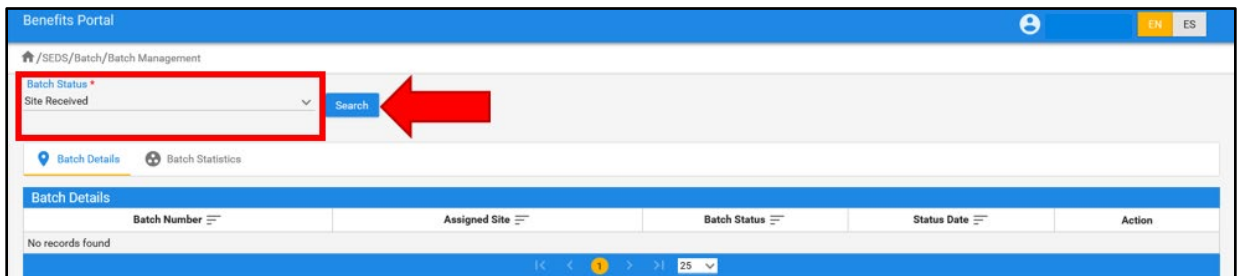 Benefits Portal
EN ES
/SEDS/Batch/Batch Management
Batch Status *
Site Received
Search
Batch Details Batch Statistics
Batch Details
Batch Number Assigned Site Batch Status Status Date Action
No records found
1 25